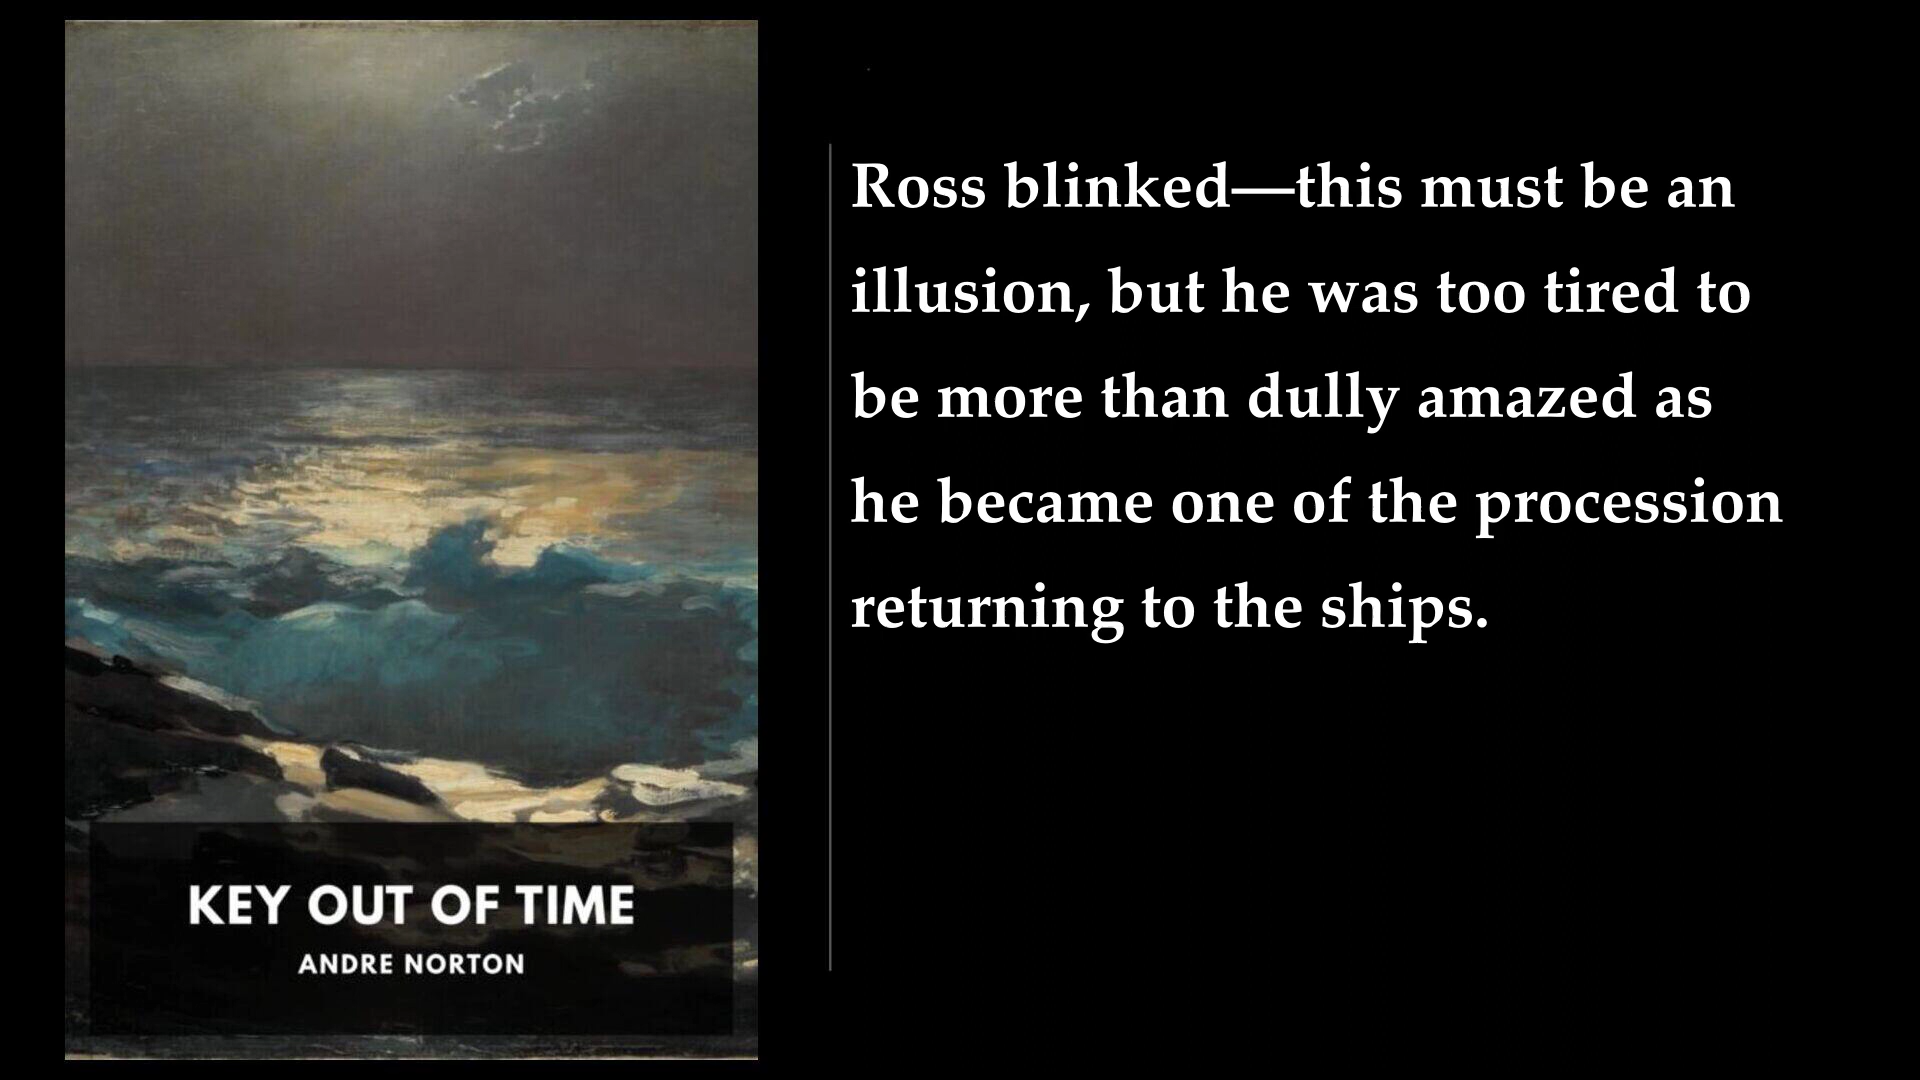 KEY OUT OF TIME
ANDRE NORTON
Ross blinked—this must be an
illusion, but he was too tired to
be more than dully amazed as
he became one of the procession
returning to the ships.